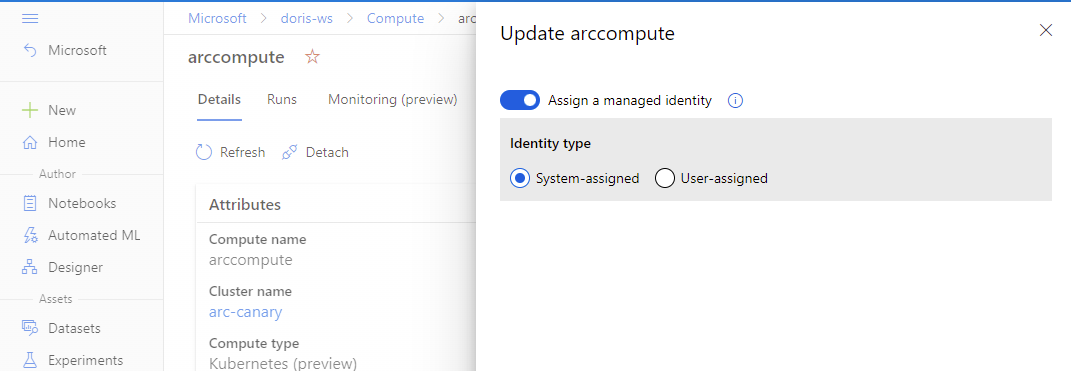 Microsoft
New
Home
Author
Notebooks
Automated ML
Designer
Assets
Datasets
Experiments
Microsoft > doris-ws > Compute > arc
arccompute
Details Runs Monitoring (preview)
Refresh Detach
Attributes
Compute name
arccompute
Cluster name
arc-canary
Compute type
Kubernetes (preview)
Update arccompute
Assign a managed identity
Identity type
System-assigned User-assigned